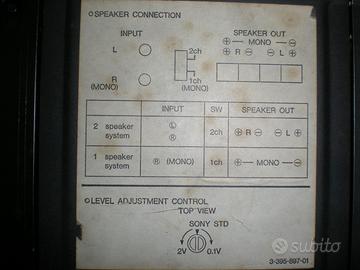 SPEAKER CONNECTION
INPUT
SPEAKER OUT
L
2ch
⊕ MONO ⊖
⊕ R ⊖ ⊖ L ⊕
R
(MONO)
1ch
(MONO)
INPUT SW SPEAKER OUT
2 speaker system
Ⓛ
Ⓡ
2ch
⊕ R ⊖ ⊖ L ⊕
1 speaker system
Ⓡ (MONO)
1ch
⊕ MONO ⊖
LEVEL ADJUSTMENT CONTROL
TOP VIEW
SONY STD
2V 0.1V
3-395-897-01
subito